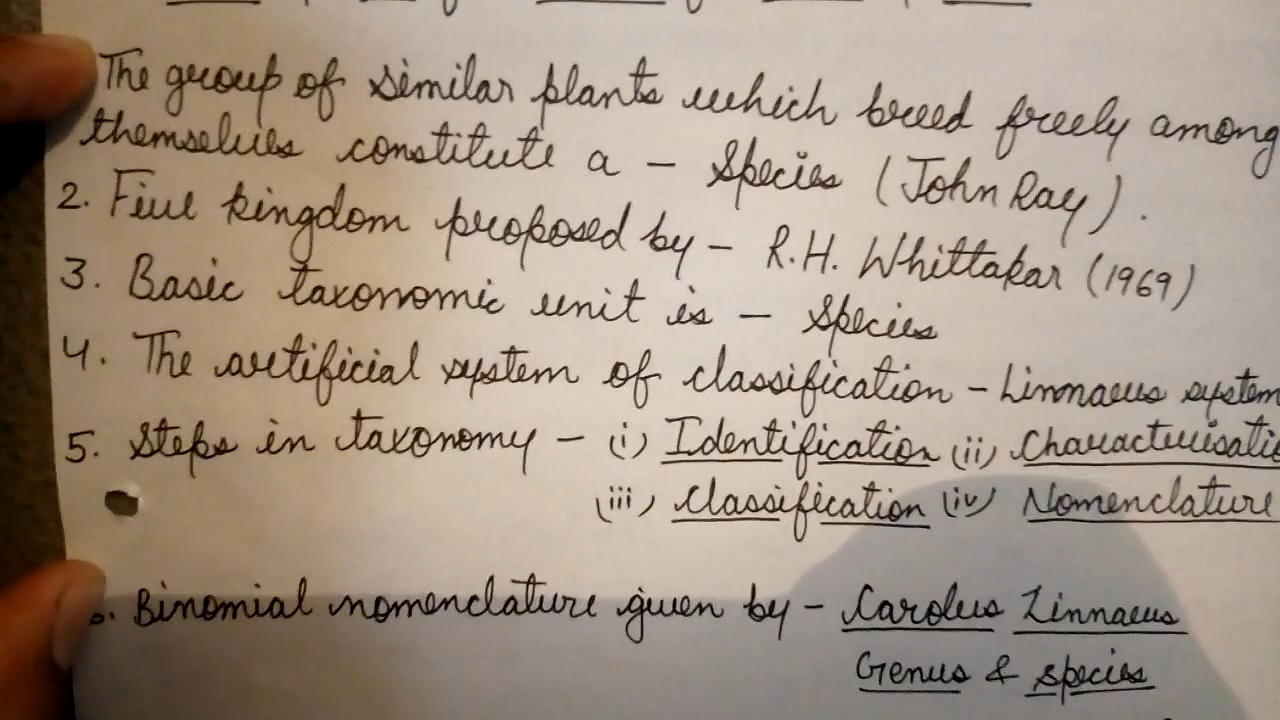 The group of similar plants which breed freely among
themselves constitute a - Species (John Ray).
2. Five kingdom proposed by - R.H. Whittakar (1969)
3. Basic taxonomic unit is - Species
4. The artificial system of classification - Linnaeus system
5. Steps in taxonomy - (i) Identification (ii) Characterisatio
(iii) Classification (iv) Nomenclature
6. Binomial nomenclature given by - Carolus Linnaeus
Genus & species